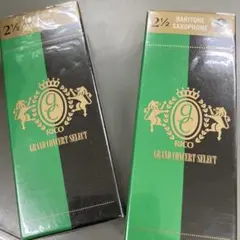 2½
RICO
GRAND CONCERT SELECT
2½ BARITONE
SAXOPHONE
RICO
GRAND CONCERT SELECT